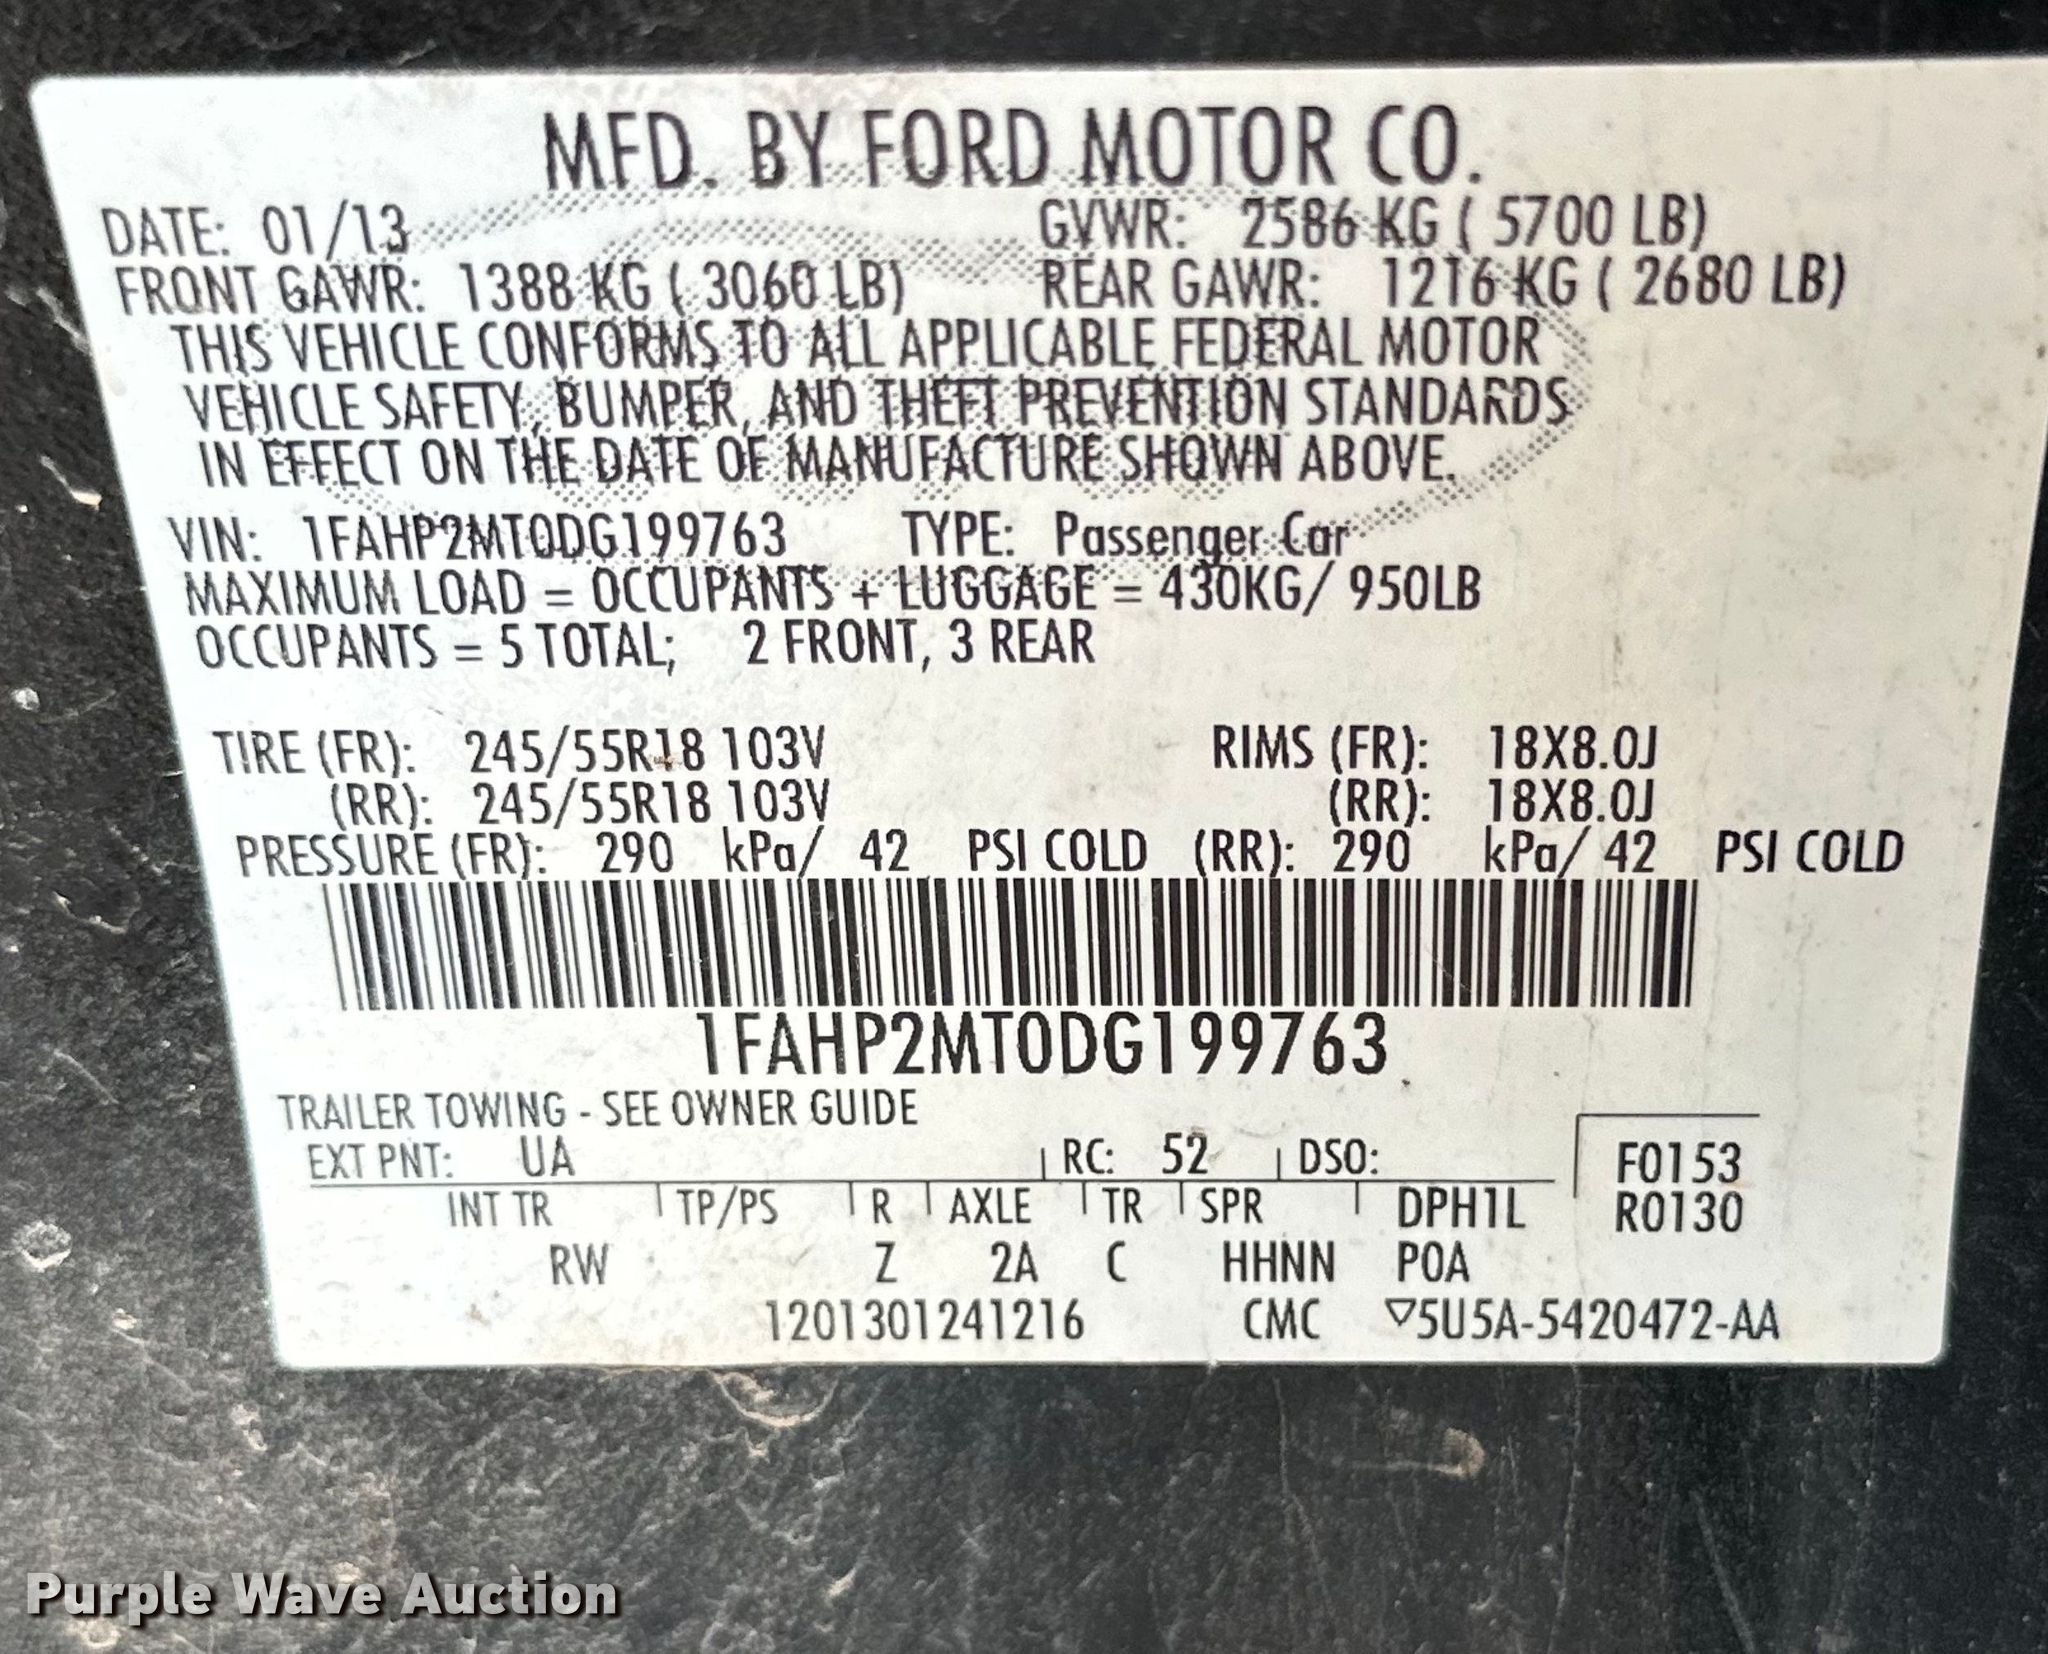 MFD. BY FORD MOTOR CO.
DATE: 01/13 GVWR: 2586 KG ( 5700 LB)
FRONT GAWR: 1388 KG ( 3060 LB) REAR GAWR: 1216 KG ( 2680 LB)
THIS VEHICLE CONFORMS TO ALL APPLICABLE FEDERAL MOTOR
VEHICLE SAFETY, BUMPER, AND THEFT PREVENTION STANDARDS
IN EFFECT ON THE DATE OF MANUFACTURE SHOWN ABOVE.
VIN: 1FAHP2MT0DG199763 TYPE: Passenger Car
MAXIMUM LOAD = OCCUPANTS + LUGGAGE = 430KG/ 950LB
OCCUPANTS = 5 TOTAL; 2 FRONT, 3 REAR
TIRE (FR): 245/55R18 103V RIMS (FR): 18X8.0J
(RR): 245/55R18 103V (RR): 18X8.0J
PRESSURE (FR): 290 kPa/ 42 PSI COLD (RR): 290 kPa/ 42 PSI COLD
1FAHP2MT0DG199763
TRAILER TOWING - SEE OWNER GUIDE
EXT PNT: UA RC: 52 DSO: F0153
INT TR TP/PS R AXLE TR SPR DPH1L R0130
RW Z 2A C HHNN POA
1201301241216 CMC ▽5U5A-5420472-AA
Purple Wave Auction